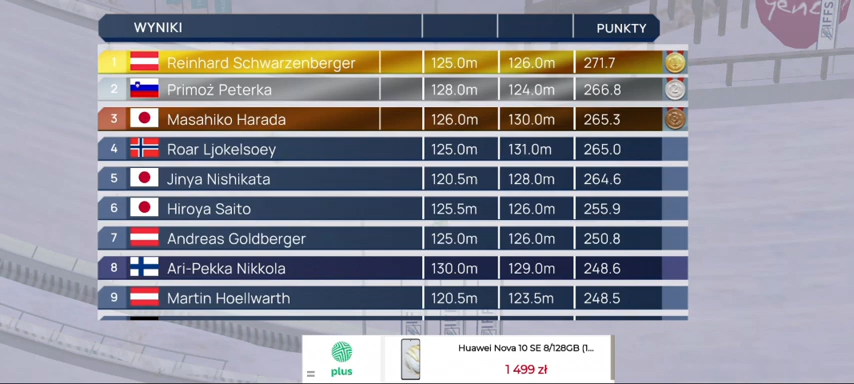 WYNIKI PUNKTY
1 Reinhard Schwarzenberger 125.0m 126.0m 271.7
2 Primoż Peterka 128.0m 124.0m 266.8
3 Masahiko Harada 126.0m 130.0m 265.3
4 Roar Ljokelsoey 125.0m 131.0m 265.0
5 Jinya Nishikata 120.5m 128.0m 264.6
6 Hiroya Saito 125.5m 126.0m 255.9
7 Andreas Goldberger 125.0m 126.0m 250.8
8 Ari-Pekka Nikkola 130.0m 129.0m 248.6
9 Martin Hoellwarth 120.5m 123.5m 248.5
IFFS
plus
Huawei Nova 10 SE 8/128GB (1...
1 499 zł